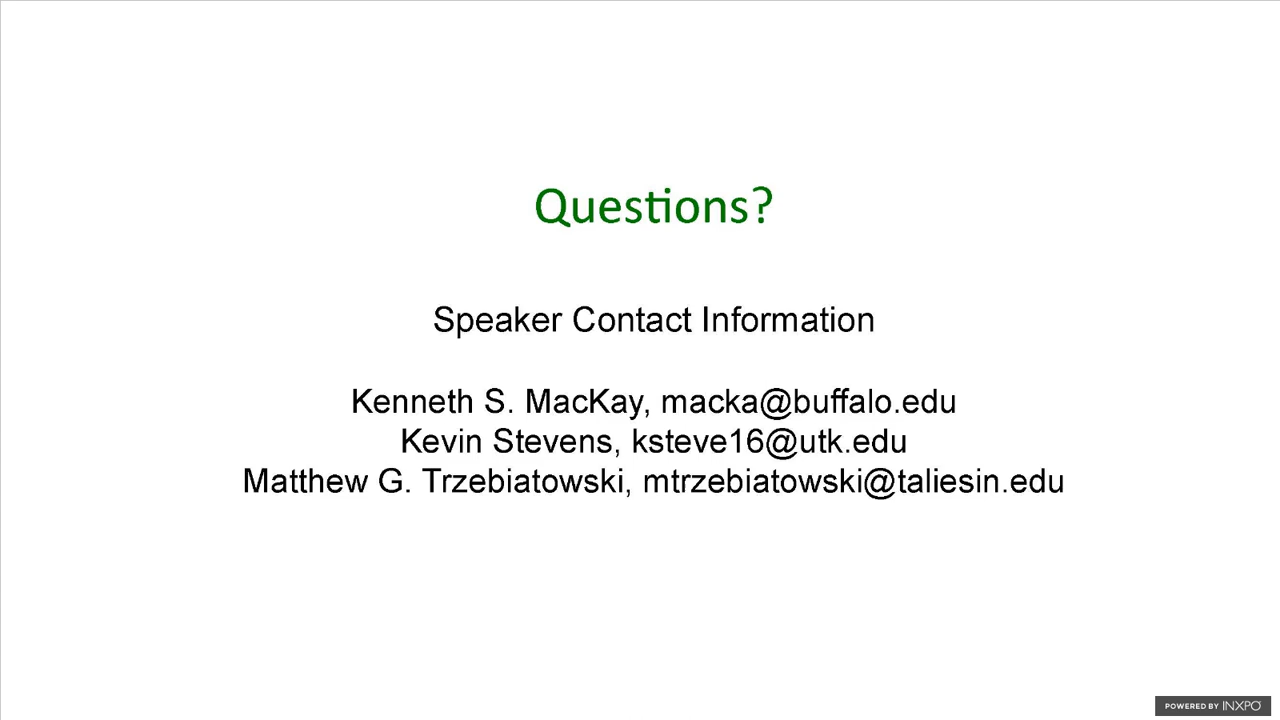 Questions?
Speaker Contact Information
Kenneth S. MacKay, macka@buffalo.edu
Kevin Stevens, ksteve16@utk.edu
Matthew G. Trzebiatowski, mtrzebiatowski@taliesin.edu
POWERED BY INXPO